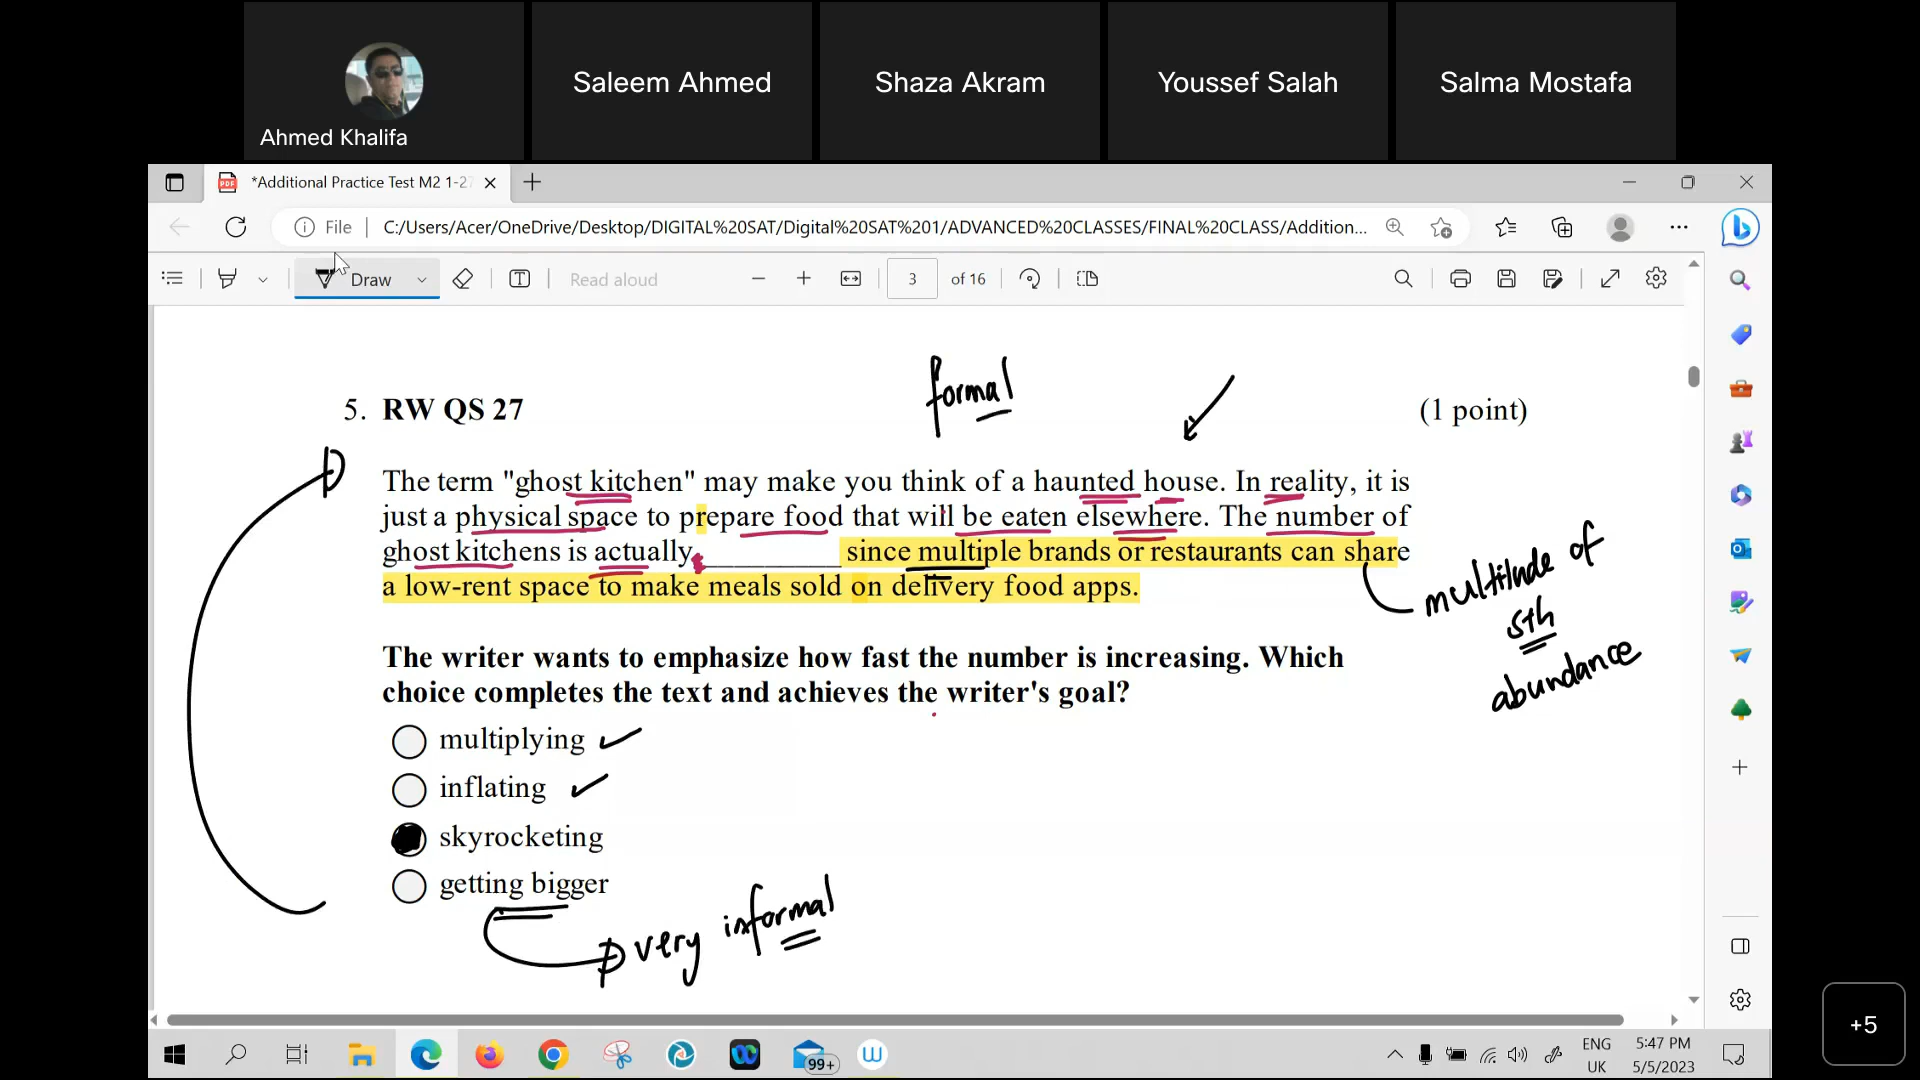 Saleem Ahmed
Shaza Akram
Youssef Salah
Salma Mostafa
Ahmed Khalifa
*Additional Practice Test M2 1-27
File
C:/Users/Acer/OneDrive/Desktop/DIGITAL%20SAT/Digital%20SAT%201/ADVANCED%20CLASSES/FINAL%20CLASS/Addition...
Draw
Read aloud
3
of 16
formal
5. RW QS 27
(1 point)
The term "ghost kitchen" may make you think of a haunted house. In reality, it is
just a physical space to prepare food that will be eaten elsewhere. The number of
ghost kitchens is actually __________ since multiple brands or restaurants can share
a low-rent space to make meals sold on delivery food apps.
multitude of
sth
abundance
The writer wants to emphasize how fast the number is increasing. Which
choice completes the text and achieves the writer's goal?
multiplying
inflating
skyrocketing
getting bigger
very informal
+5
99+
ENG
UK
5:47 PM
5/5/2023